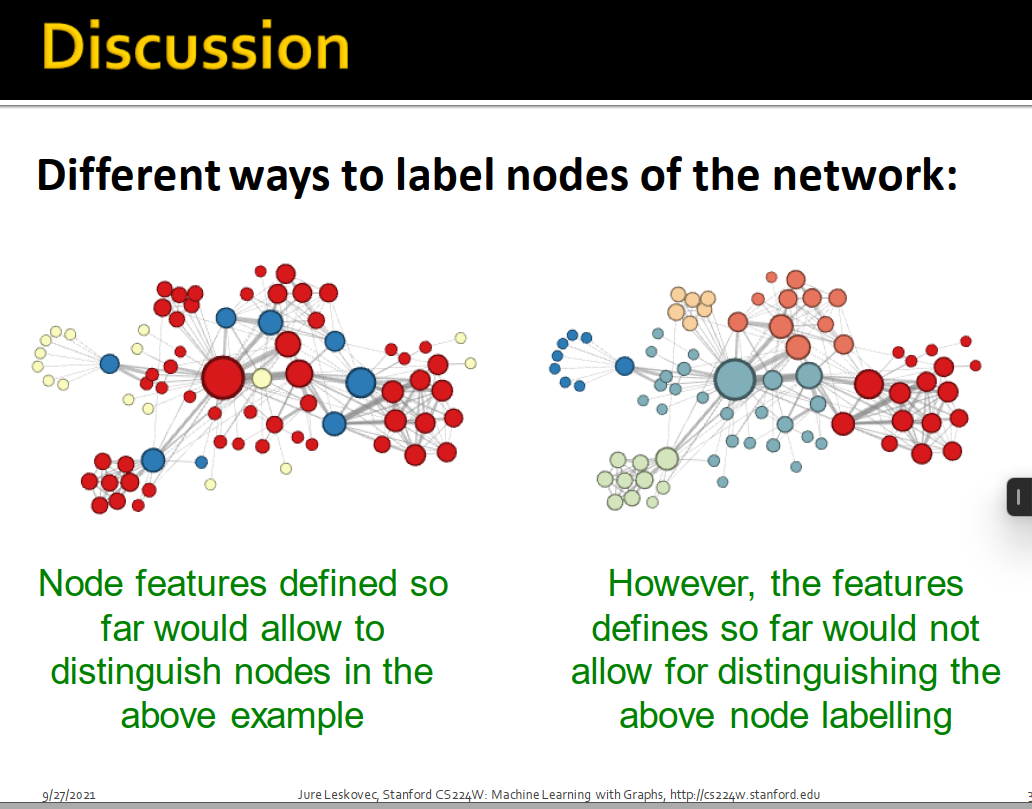 Discussion
Different ways to label nodes of the network:
Node features defined so
far would allow to
distinguish nodes in the
above example
However, the features
defines so far would not
allow for distinguishing the
above node labelling
9/27/2021
Jure Leskovec, Stanford CS224W: Machine Learning with Graphs, http://cs224w.stanford.edu